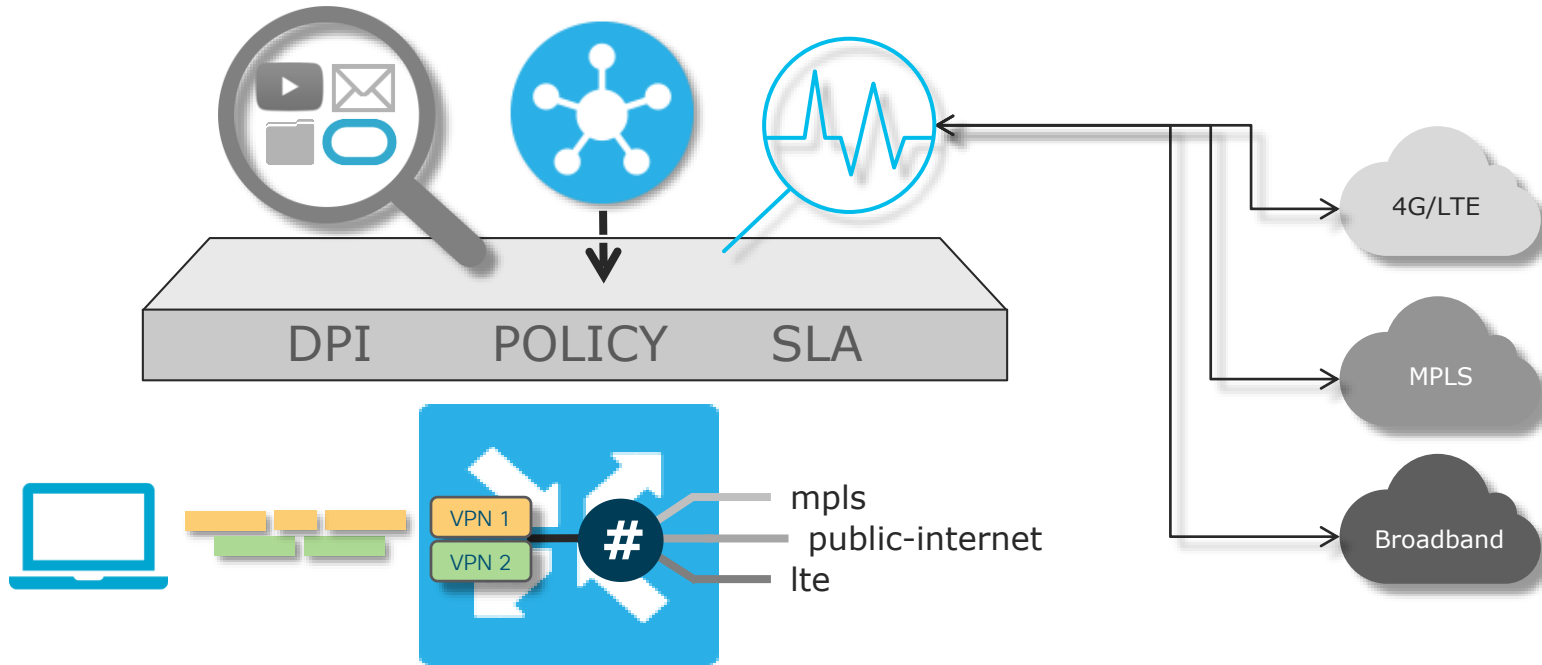 4G/LTE
DPI
POLICY
SLA
MPLS
VPN 1
VPN 2
#
mpls
public-internet
lte
Broadband